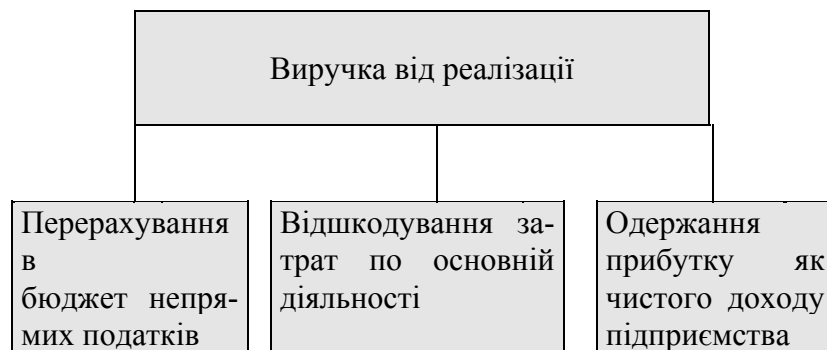 Виручка від реалізації
Перерахування
в
бюджет непря-
мих податків
Відшкодування за-
трат по основній
діяльності
Одержання
прибутку як
чистого доходу
підприємства